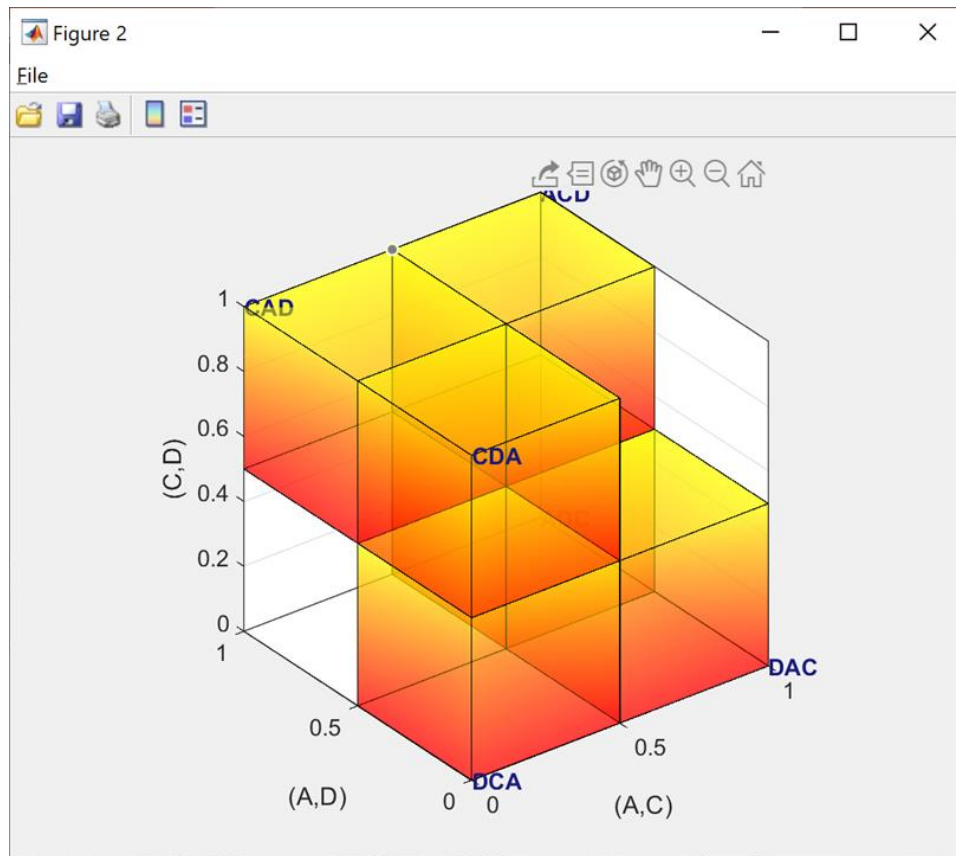 Figure 2
File
ACD
CAD
1
0.8
0.6
0.4
0.2
0
(C,D)
CDA
1
0.5
0
(A,D)
DCA
0
0.5
1
(A,C)
DAC